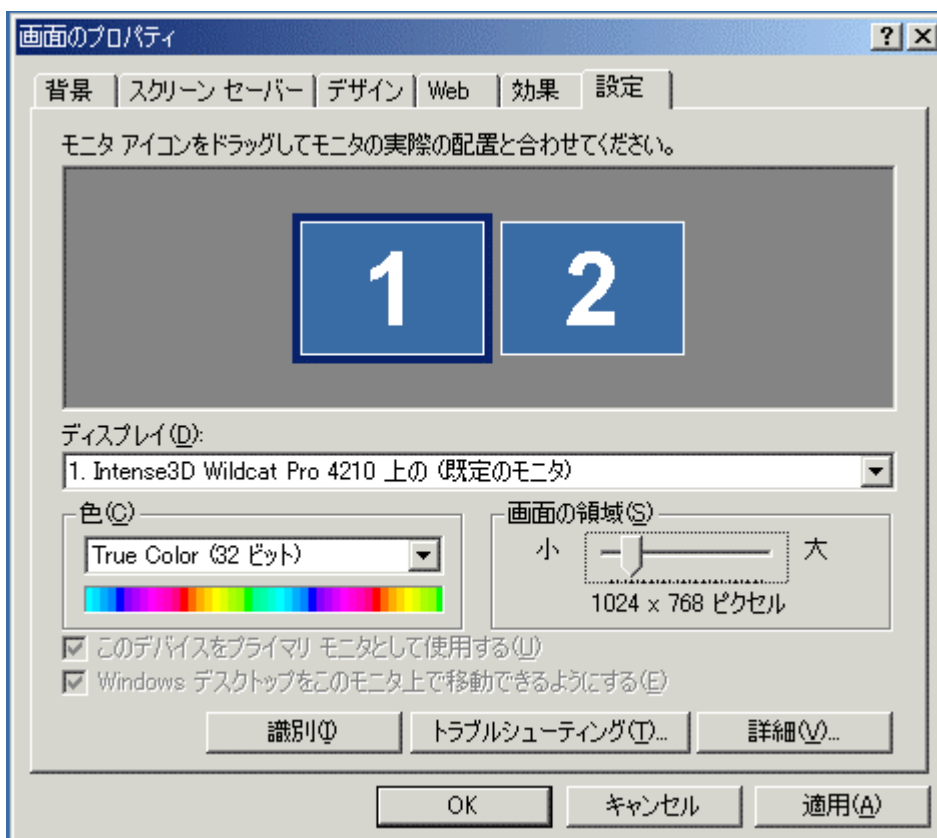 画面のプロパティ
背景 スクリーン セーバー デザイン Web 効果 設定
モニタ アイコンをドラッグしてモニタの実際の配置と合わせてください。
1 2
ディスプレイ(D):
1. Intense3D Wildcat Pro 4210 上の (既定のモニタ)
色(C) 画面の領域(S)
True Color (32 ビット) 小 大
1024 x 768 ピクセル
このデバイスをプライマリ モニタとして使用する(U)
Windows デスクトップをこのモニタ上で移動できるようにする(E)
識別(I) トラブルシューティング(T)... 詳細(V)...
OK キャンセル 適用(A)